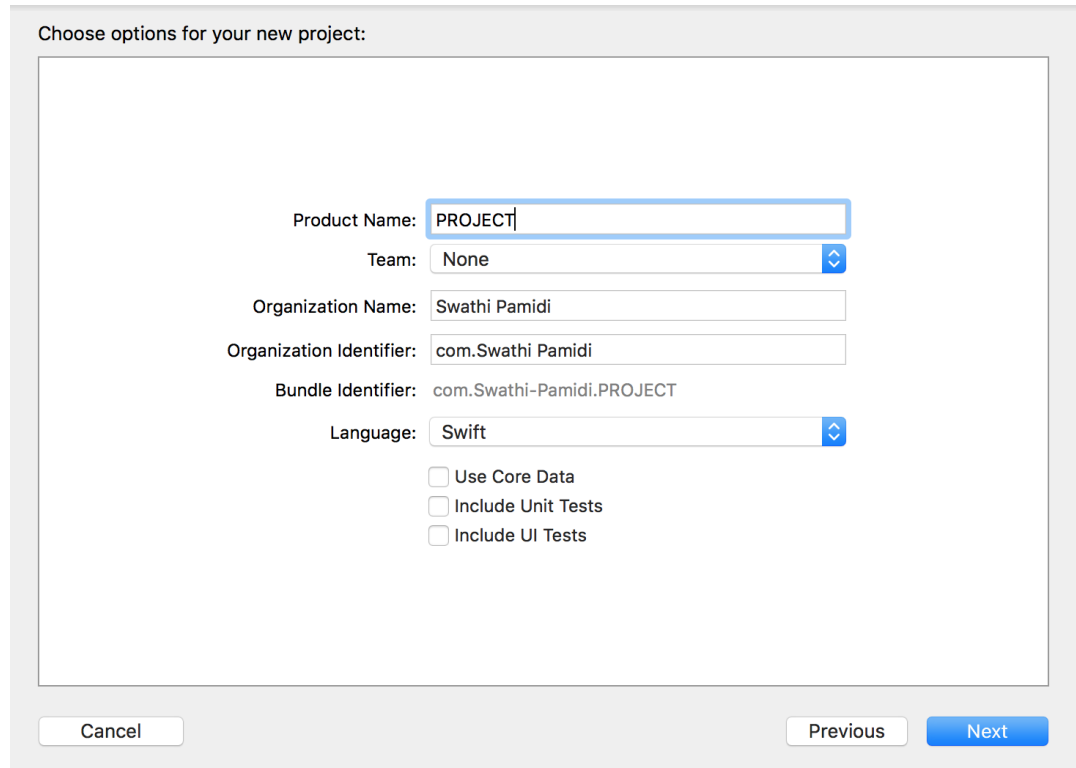 Choose options for your new project:
Product Name: PROJECT
Team: None
Organization Name: Swathi Pamidi
Organization Identifier: com.Swathi Pamidi
Bundle Identifier: com.Swathi-Pamidi.PROJECT
Language: Swift
Use Core Data
Include Unit Tests
Include UI Tests
Cancel Previous Next